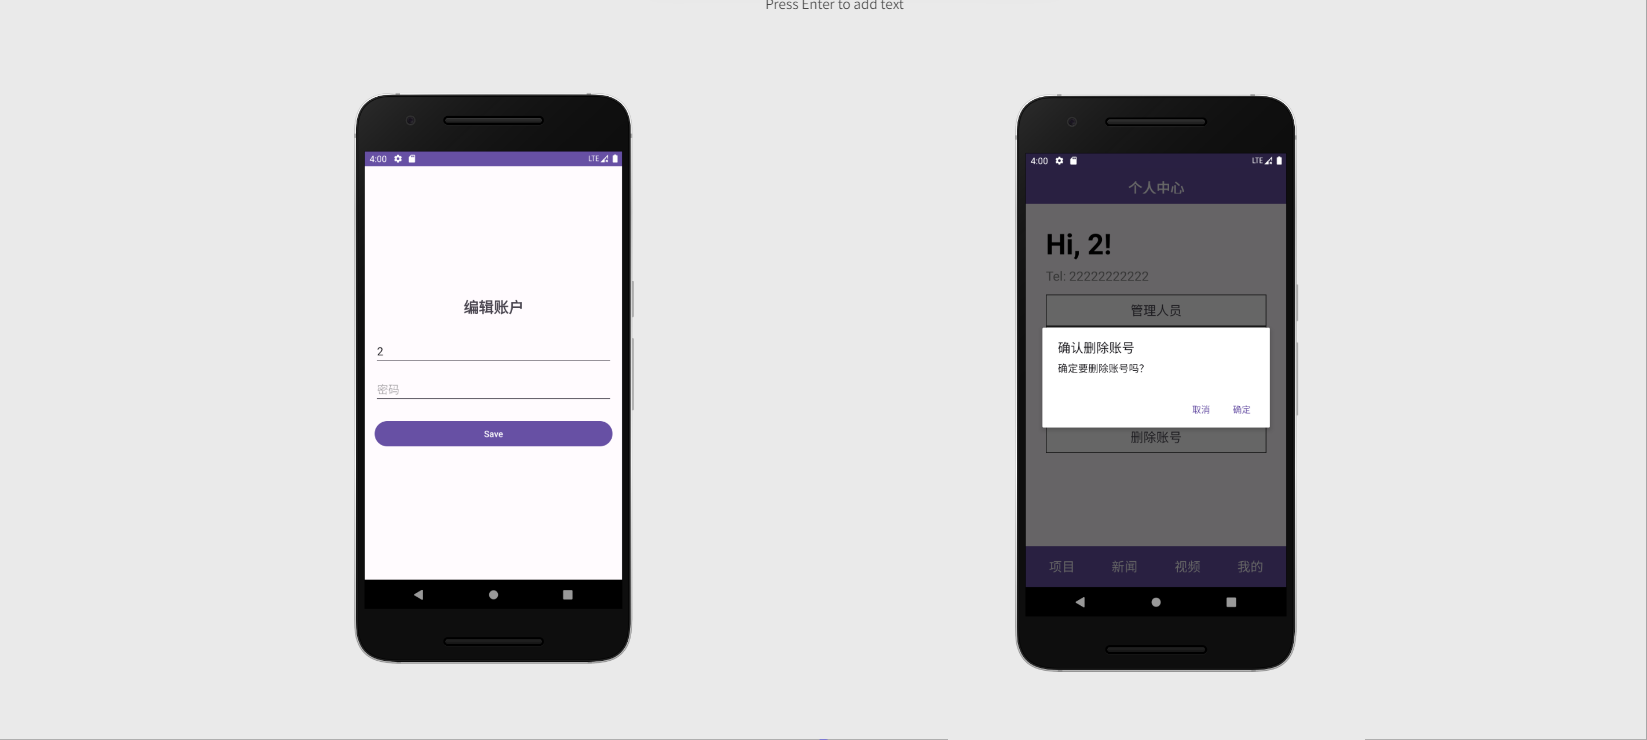 Press Enter to add text
4:00
LTE
编辑账户
2
密码
Save
4:00
LTE
个人中心
Hi, 2!
Tel: 22222222222
管理人员
确认删除账号
确定要删除账号吗?
取消 确定
删除账号
项目 新闻 视频 我的